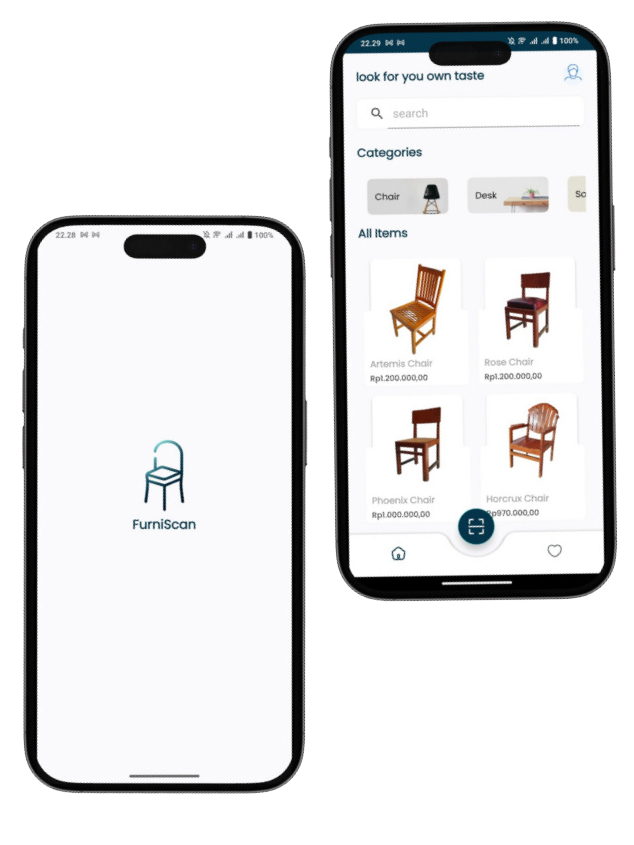 22.28
100%
FurniScan
22.29
100%
look for you own taste
search
Categories
Chair
Desk
So
All Items
Artemis Chair
Rp1.200.000,00
Rose Chair
Rp1.200.000,00
Phoenix Chair
Rp1.000.000,00
Horcrux Chair
Rp970.000,00